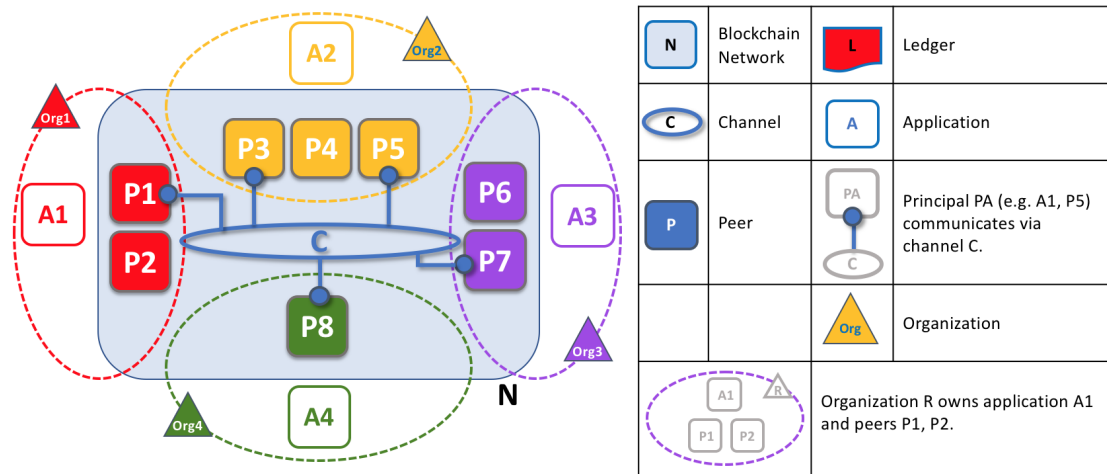 A2
Org2
Org1
P3
P4
P5
P1
P6
A1
A3
P2
C
P7
P8
Org3
Org4
A4
N
N
Blockchain
Network
L
Ledger
C
Channel
A
Application
P
Peer
PA
C
Principal PA (e.g. A1, P5)
communicates via
channel C.
Org
Organization
A1
R
P1
P2
Organization R owns application A1
and peers P1, P2.